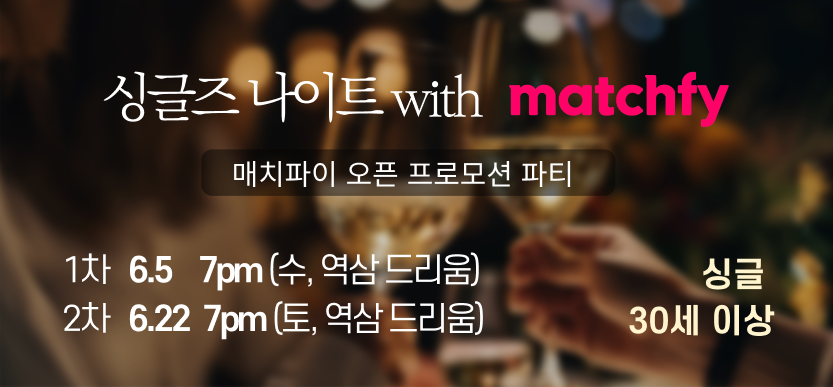 싱글즈 나이트 with matchfy
매치파이 오픈 프로모션 파티
1차 6.5 7pm (수, 역삼 드리움)
2차 6.22 7pm (토, 역삼 드리움)
싱글
30세 이상